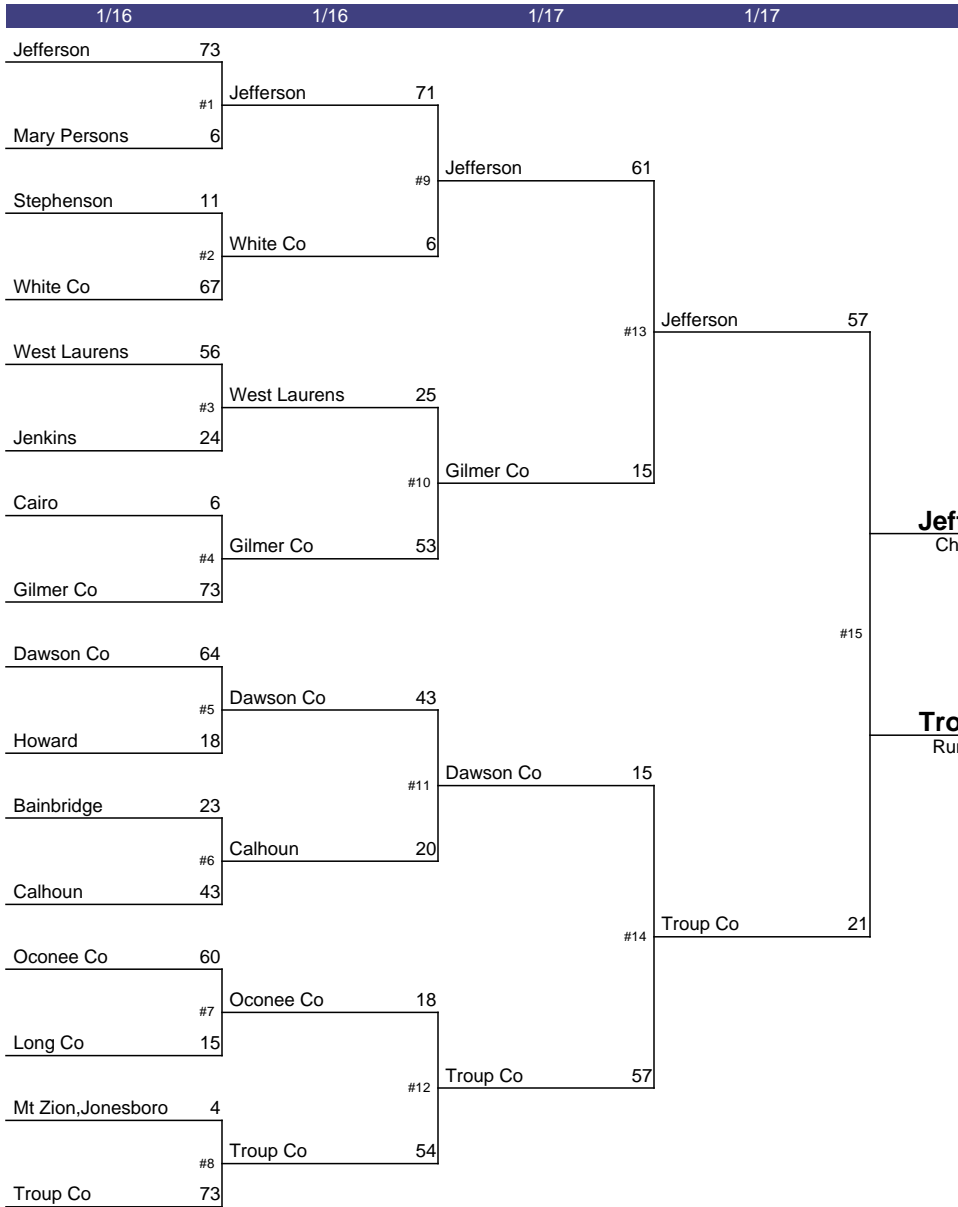 1/16 1/16 1/17 1/17
Jefferson 73
#1 Jefferson 71
Mary Persons 6
#9 Jefferson 61
Stephenson 11
#2 White Co 6
White Co 67
#13 Jefferson 57
West Laurens 56
#3 West Laurens 25
Jenkins 24
#10 Gilmer Co 15
Cairo 6
Jef
#4 Gilmer Co 53
Ch
Gilmer Co 73
#15
Dawson Co 64
#5 Dawson Co 43
Howard 18
Tro
Ru
#11 Dawson Co 15
Bainbridge 23
#6 Calhoun 20
Calhoun 43
#14 Troup Co 21
Oconee Co 60
#7 Oconee Co 18
Long Co 15
#12 Troup Co 57
Mt Zion,Jonesboro 4
#8 Troup Co 54
Troup Co 73